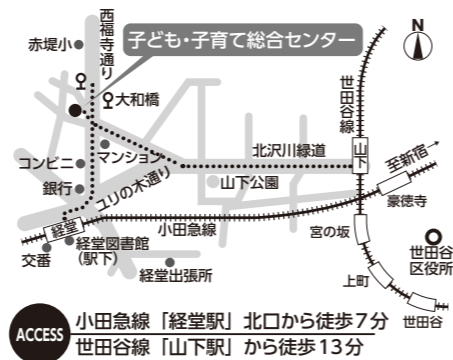 西福寺通り
赤堤小
子ども・子育て総合センター
N
大和橋
世田谷線
コンビニ
マンション
北沢川緑道
山下
至新宿→
銀行
ユリの木通り
山下公園
豪徳寺
経堂
小田急線
宮の坂
交番
経堂図書館
(駅下)
経堂出張所
世田谷
区役所
上町
世田谷
ACCESS
小田急線「経堂駅」北口から徒歩7分
世田谷線「山下駅」から徒歩13分